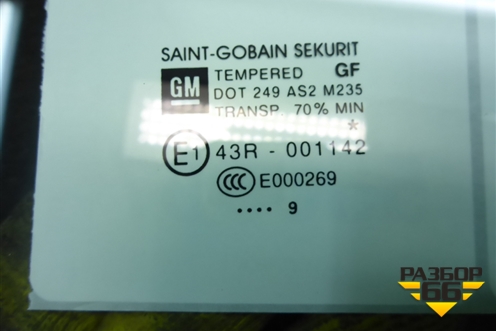 SAINT-GOBAIN SEKURIT
GM TEMPERED GF
DOT 249 AS2 M235
TRANSP. 70% MIN
*
E1 43R - 001142
CCC E000269
•••• 9
РАЗБОР
66